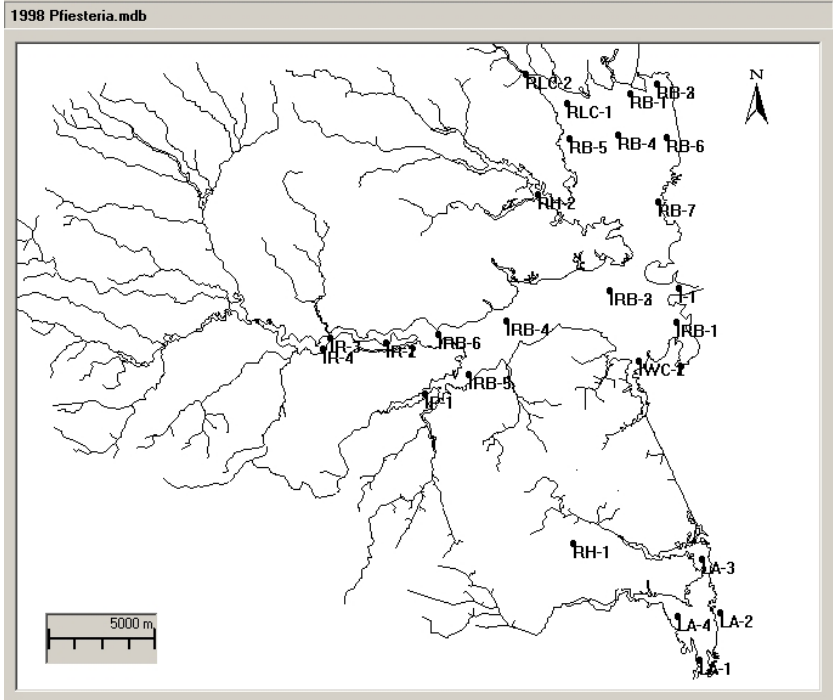 1998 Pfiesteria.mdb
N
RLC-2
RB-3
RB-1
RLC-1
RB-4
RB-5
RB-6
RH-2
RB-7
I-1
IRB-3
IRB-4
IRB-1
IRB-6
IR-3
IR-2
IR-4
IWC-2
IRB-5
IP-1
RH-1
LA-3
LA-2
LA-4
LA-1
5000 m